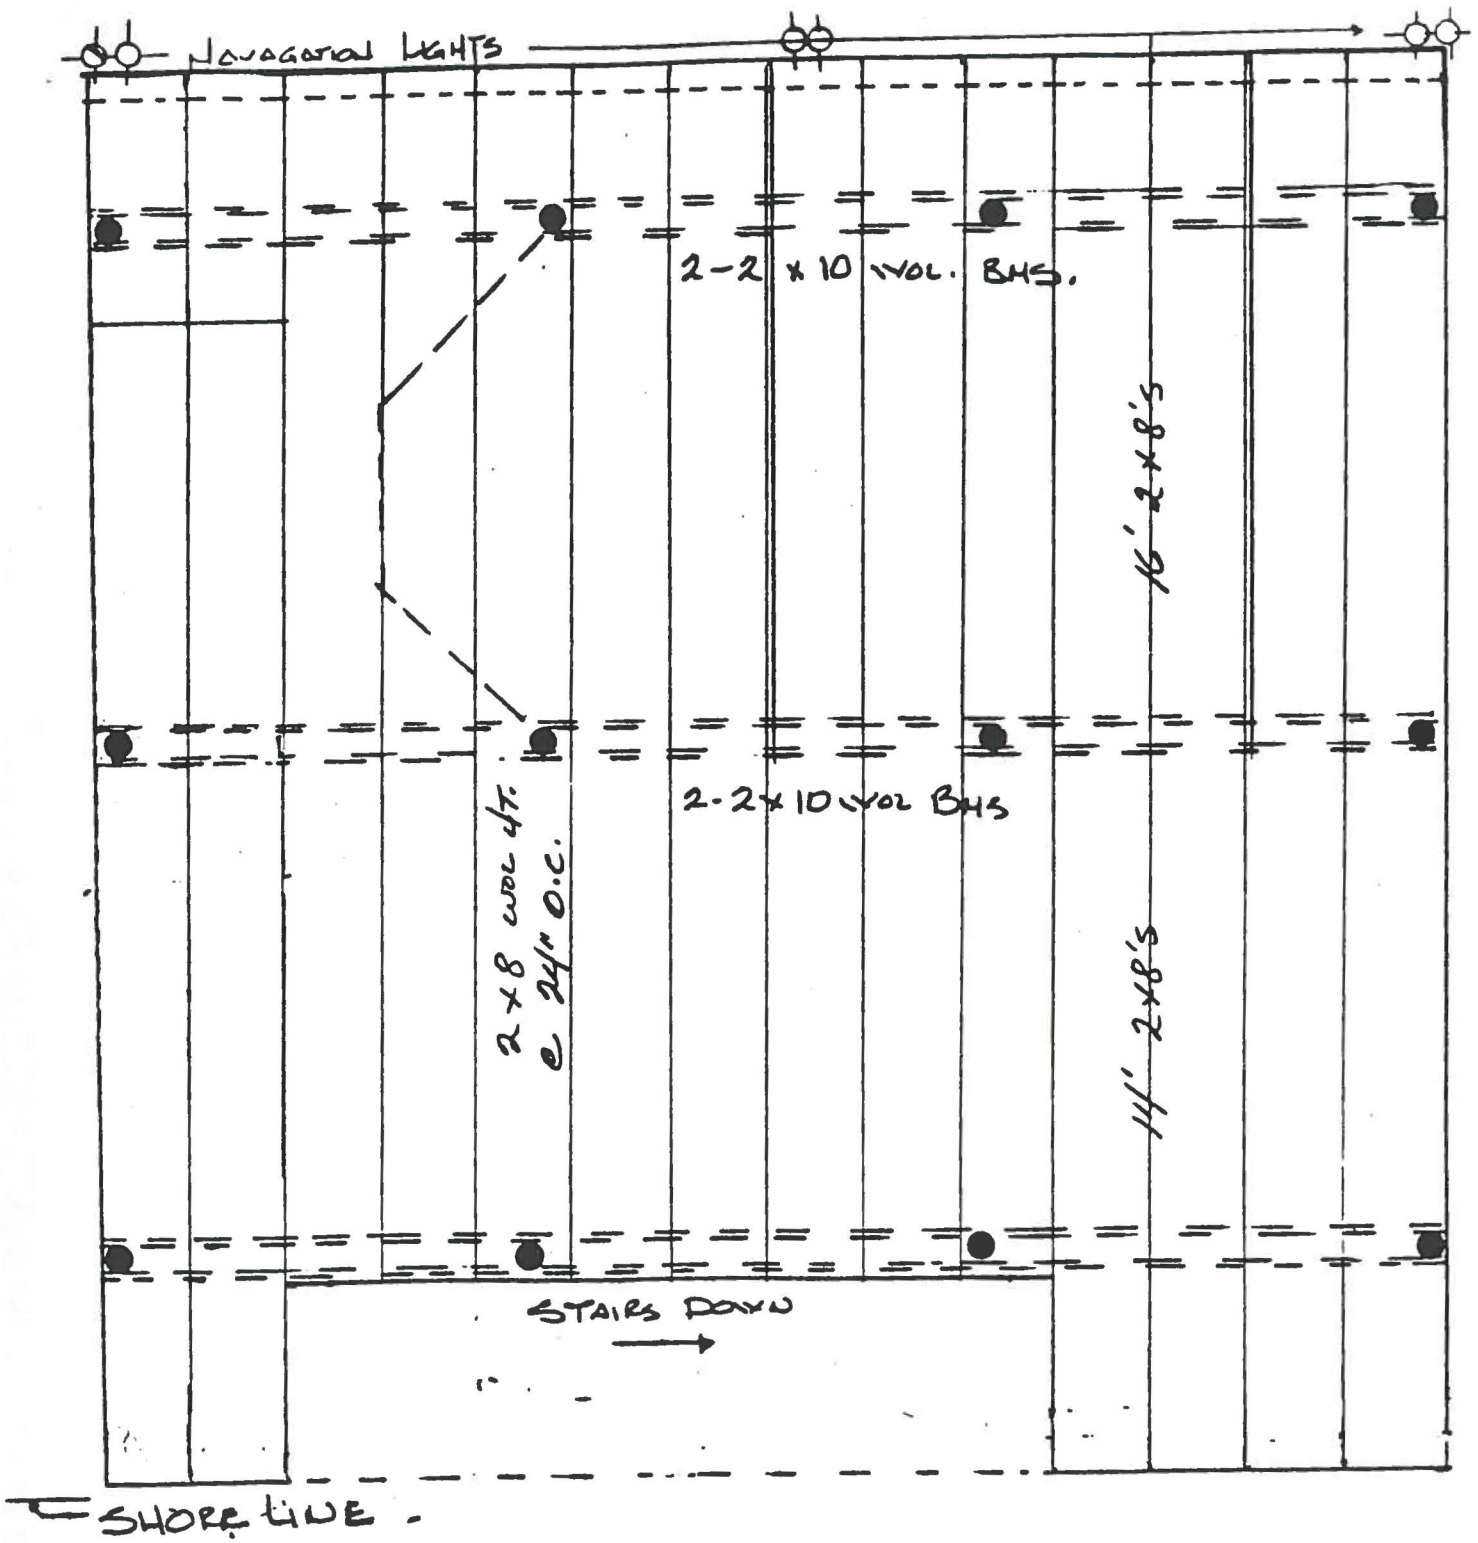 NAVAGATION LIGHTS
2-2 x 10 WOL. BMS.
16' 2x8's
2-2x10 WOL BMS
2x8 WOL JT.
@ 24" O.C.
14' 2x8's
STAIRS DOWN
SHORE LINE.